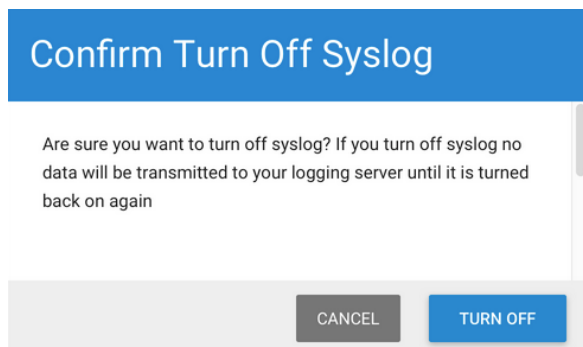 Confirm Turn Off Syslog
Are sure you want to turn off syslog? If you turn off syslog no
data will be transmitted to your logging server until it is turned
back on again
CANCEL
TURN OFF